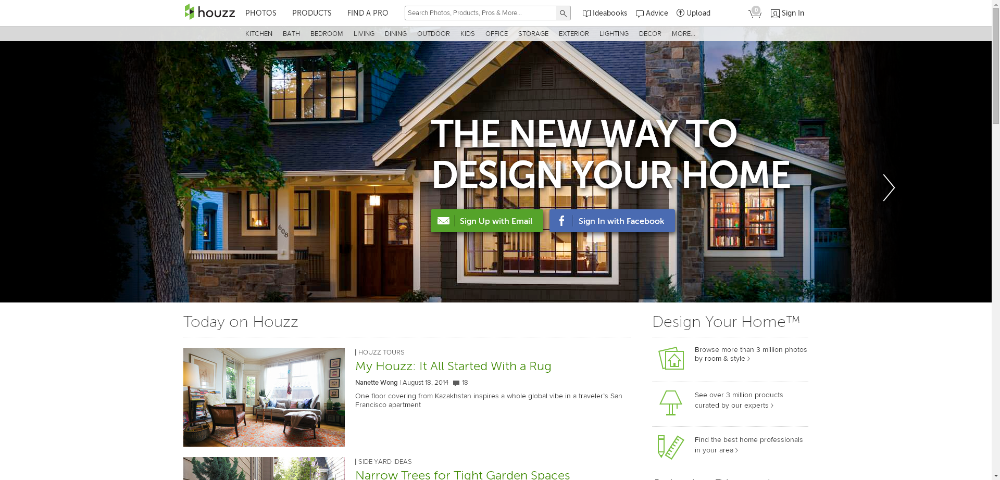 houzz
PHOTOS PRODUCTS FIND A PRO
Search Photos, Products, Pros & More...
Ideabooks Advice Upload
0
Sign In
KITCHEN BATH BEDROOM LIVING DINING OUTDOOR KIDS OFFICE STORAGE EXTERIOR LIGHTING DECOR MORE...
THE NEW WAY TO
DESIGN YOUR HOME
Sign Up with Email
f Sign In with Facebook
608
Today on Houzz
HOUZZ TOURS
My Houzz: It All Started With a Rug
Nanette Wong | August 18, 2014 18
One floor covering from Kazakhstan inspires a whole global vibe in a traveler's San
Francisco apartment
SIDE YARD IDEAS
Narrow Trees for Tight Garden Spaces
Design Your Home™
Browse more than 3 million photos
by room & style >
See over 3 million products
curated by our experts >
Find the best home professionals
in your area >